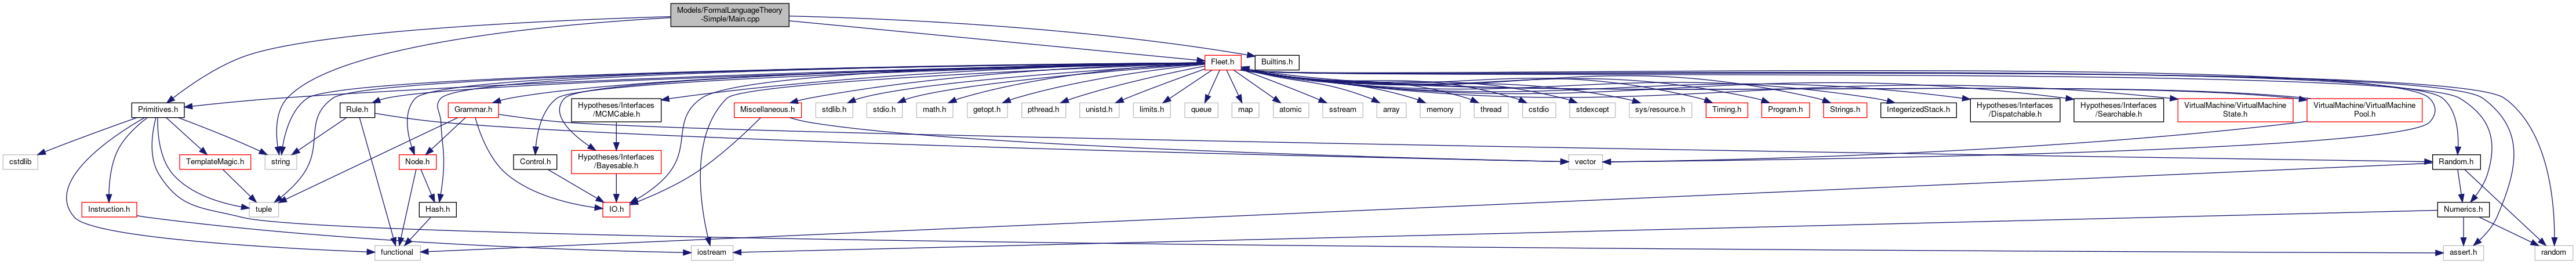 Models/FormalLanguageTheory
-Simple/Main.cpp
Fleet.h
Builtins.h
Primitives.h
Rule.h
Grammar.h
Hypotheses/Interfaces
/MCMCable.h
Miscellaneous.h
stdlib.h
stdio.h
math.h
getopt.h
pthread.h
unistd.h
limits.h
queue
map
atomic
sstream
array
memory
thread
cstdio
stdexcept
sys/resource.h
Timing.h
Program.h
Strings.h
IntegerizedStack.h
Hypotheses/Interfaces
/Dispatchable.h
Hypotheses/Interfaces
/Searchable.h
VirtualMachine/VirtualMachine
State.h
VirtualMachine/VirtualMachine
Pool.h
cstdlib
TemplateMagic.h
string
Node.h
Control.h
Hypotheses/Interfaces
/Bayesable.h
vector
Random.h
Instruction.h
tuple
Hash.h
IO.h
Numerics.h
functional
iostream
assert.h
random